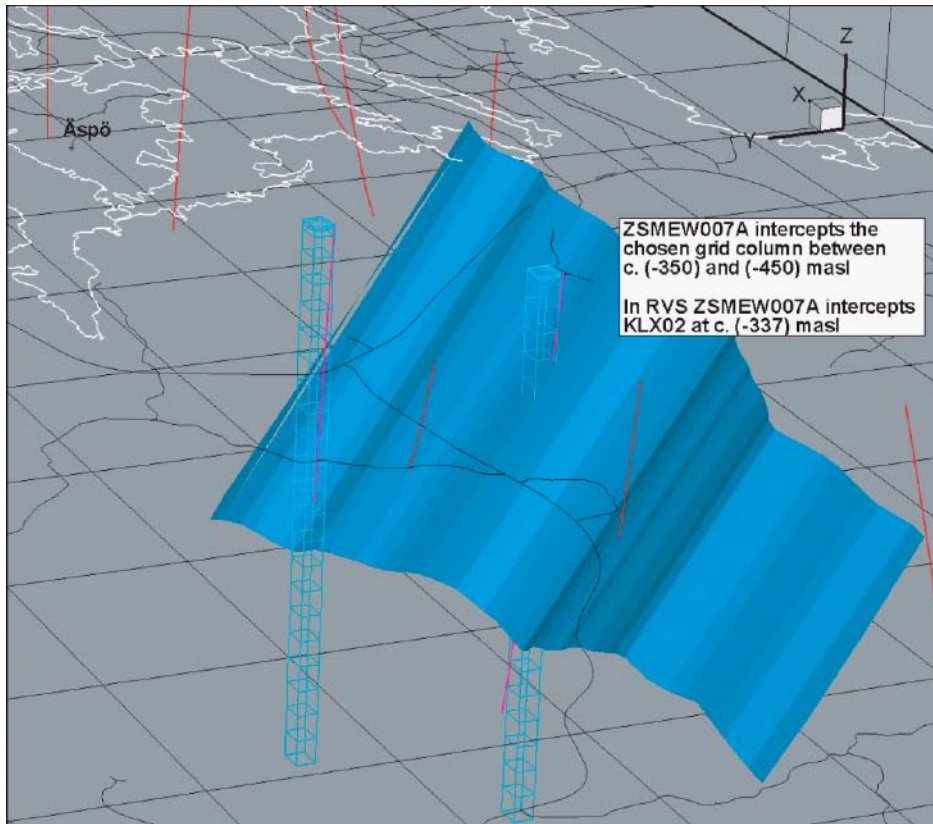 Äspö
Z
X
Y
ZSMEW007A intercepts the
chosen grid column between
c. (-350) and (-450) masl
In RVS ZSMEW007A intercepts
KLX02 at c. (-337) masl